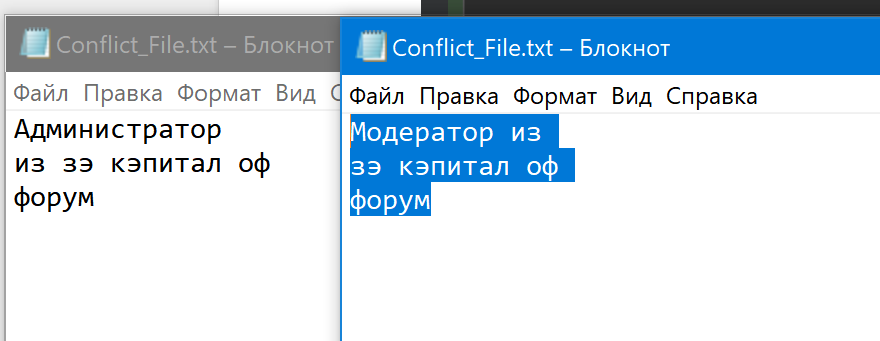 Conflict_File.txt – Блокнот
Файл Правка Формат Вид
Администратор
из зэ кэпитал оф
форум
Conflict_File.txt – Блокнот
Файл Правка Формат Вид Справка
Модератор из
зэ кэпитал оф
форум